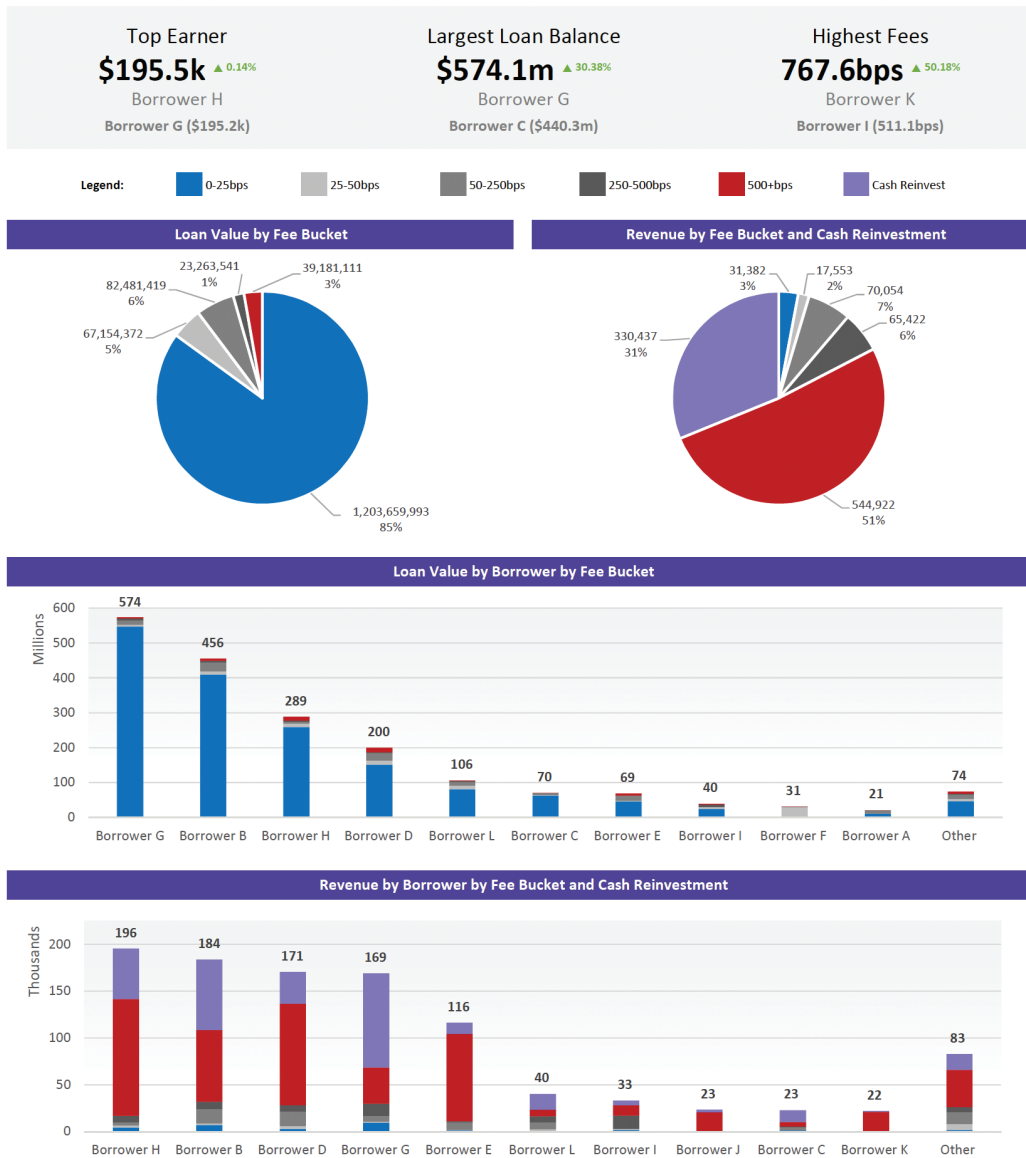 Top Earner
$195.5k ▲ 0.14%
Borrower H
Borrower G ($195.2k)
Largest Loan Balance
$574.1m ▲ 30.38%
Borrower G
Borrower C ($440.3m)
Highest Fees
767.6bps ▲ 50.18%
Borrower K
Borrower I (511.1bps)
Legend: 0-25bps 25-50bps 50-250bps 250-500bps 500+bps Cash Reinvest
Loan Value by Fee Bucket
23,263,541
1%
39,181,111
3%
82,481,419
6%
67,154,372
5%
1,203,659,993
85%
Revenue by Fee Bucket and Cash Reinvestment
31,382
3%
17,553
2%
70,054
7%
65,422
6%
330,437
31%
544,922
51%
Loan Value by Borrower by Fee Bucket
Millions
600
500
400
300
200
100
0
574 456 289 200 106 70 69 40 31 21 74
Borrower G Borrower B Borrower H Borrower D Borrower L Borrower C Borrower E Borrower I Borrower F Borrower A Other
Revenue by Borrower by Fee Bucket and Cash Reinvestment
Thousands
200
150
100
50
0
196 184 171 169 116 40 33 23 23 22 83
Borrower H Borrower B Borrower D Borrower G Borrower E Borrower L Borrower I Borrower J Borrower C Borrower K Other